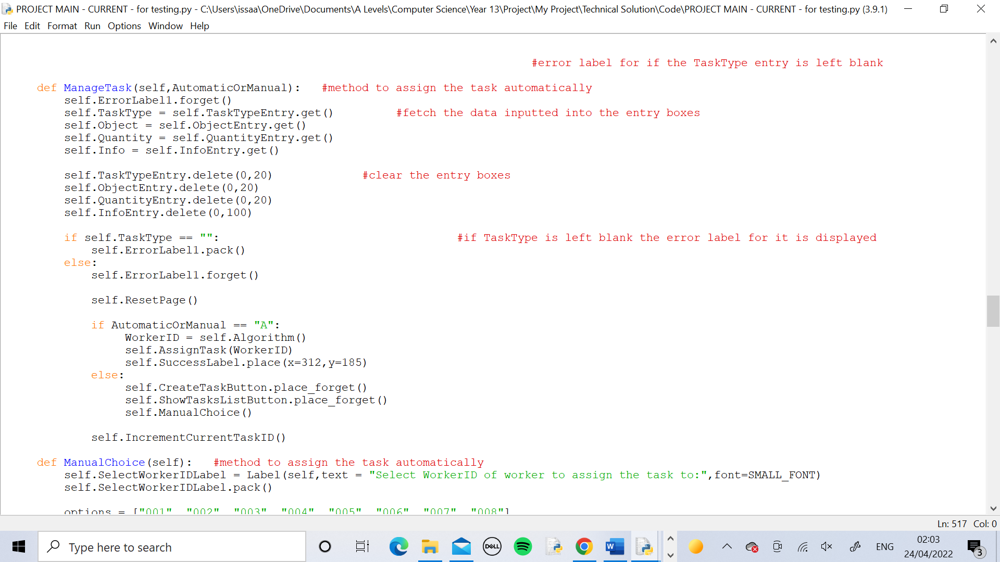 PROJECT MAIN - CURRENT - for testing.py - C:\Users\issaa\OneDrive\Documents\A Levels\Computer Science\Year 13\Project\My Project\Technical Solution\Code\PROJECT MAIN - CURRENT - for testing.py (3.9.1)
File Edit Format Run Options Window Help
#error label for if the TaskType entry is left blank
def ManageTask(self,AutomaticOrManual):   #method to assign the task automatically
self.ErrorLabel1.forget()
self.TaskType = self.TaskTypeEntry.get()   #fetch the data inputted into the entry boxes
self.Object = self.ObjectEntry.get()
self.Quantity = self.QuantityEntry.get()
self.Info = self.InfoEntry.get()
self.TaskTypeEntry.delete(0,20)   #clear the entry boxes
self.ObjectEntry.delete(0,20)
self.QuantityEntry.delete(0,20)
self.InfoEntry.delete(0,100)
if self.TaskType == "":   #if TaskType is left blank the error label for it is displayed
self.ErrorLabel1.pack()
else:
self.ErrorLabel1.forget()
self.ResetPage()
if AutomaticOrManual == "A":
WorkerID = self.Algorithm()
self.AssignTask(WorkerID)
self.SuccessLabel.place(x=312,y=185)
else:
self.CreateTaskButton.place_forget()
self.ShowTasksListButton.place_forget()
self.ManualChoice()
self.IncrementCurrentTaskID()
def ManualChoice(self):   #method to assign the task automatically
self.SelectWorkerIDLabel = Label(self,text = "Select WorkerID of worker to assign the task to:",font=SMALL_FONT)
self.SelectWorkerIDLabel.pack()
options = ["001", "002", "003", "004", "005", "006", "007", "008"]
Ln: 517 Col: 0
Type here to search
DELL
W
ENG
02:03
24/04/2022
3